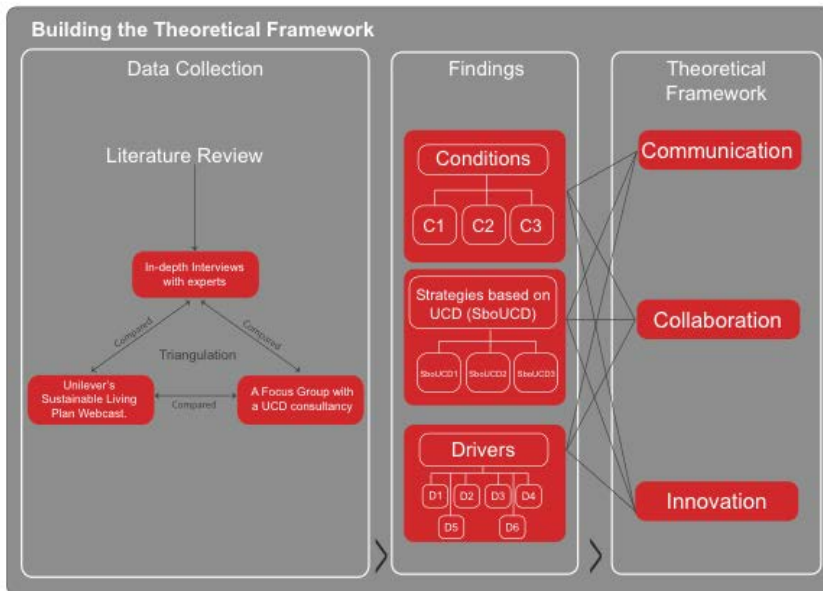 Building the Theoretical Framework
Data Collection
Literature Review
In-depth Interviews
with experts
Compared
Compared
Triangulation
Unilever's
Sustainable Living
Plan Webcast.
Compared
A Focus Group with
a UCD consultancy
Findings
Conditions
C1
C2
C3
Strategies based on
UCD (SboUCD)
SboUCD1
SboUCD2
SboUCD3
Drivers
D1
D2
D3
D4
D5
D6
Theoretical
Framework
Communication
Collaboration
Innovation